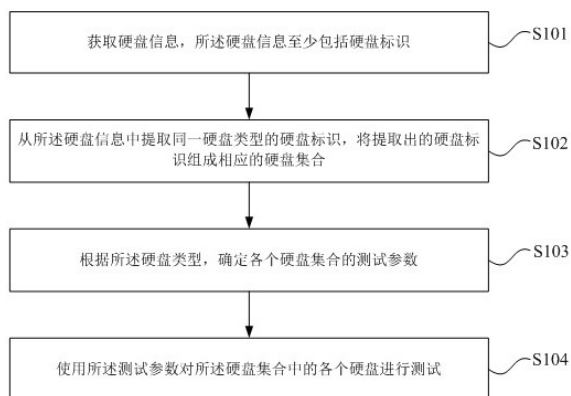 获取硬盘信息，所述硬盘信息至少包括硬盘标识
S101
从所述硬盘信息中提取同一硬盘类型的硬盘标识，将提取出的硬盘标
识组成相应的硬盘集合
S102
根据所述硬盘类型，确定各个硬盘集合的测试参数
S103
使用所述测试参数对所述硬盘集合中的各个硬盘进行测试
S104